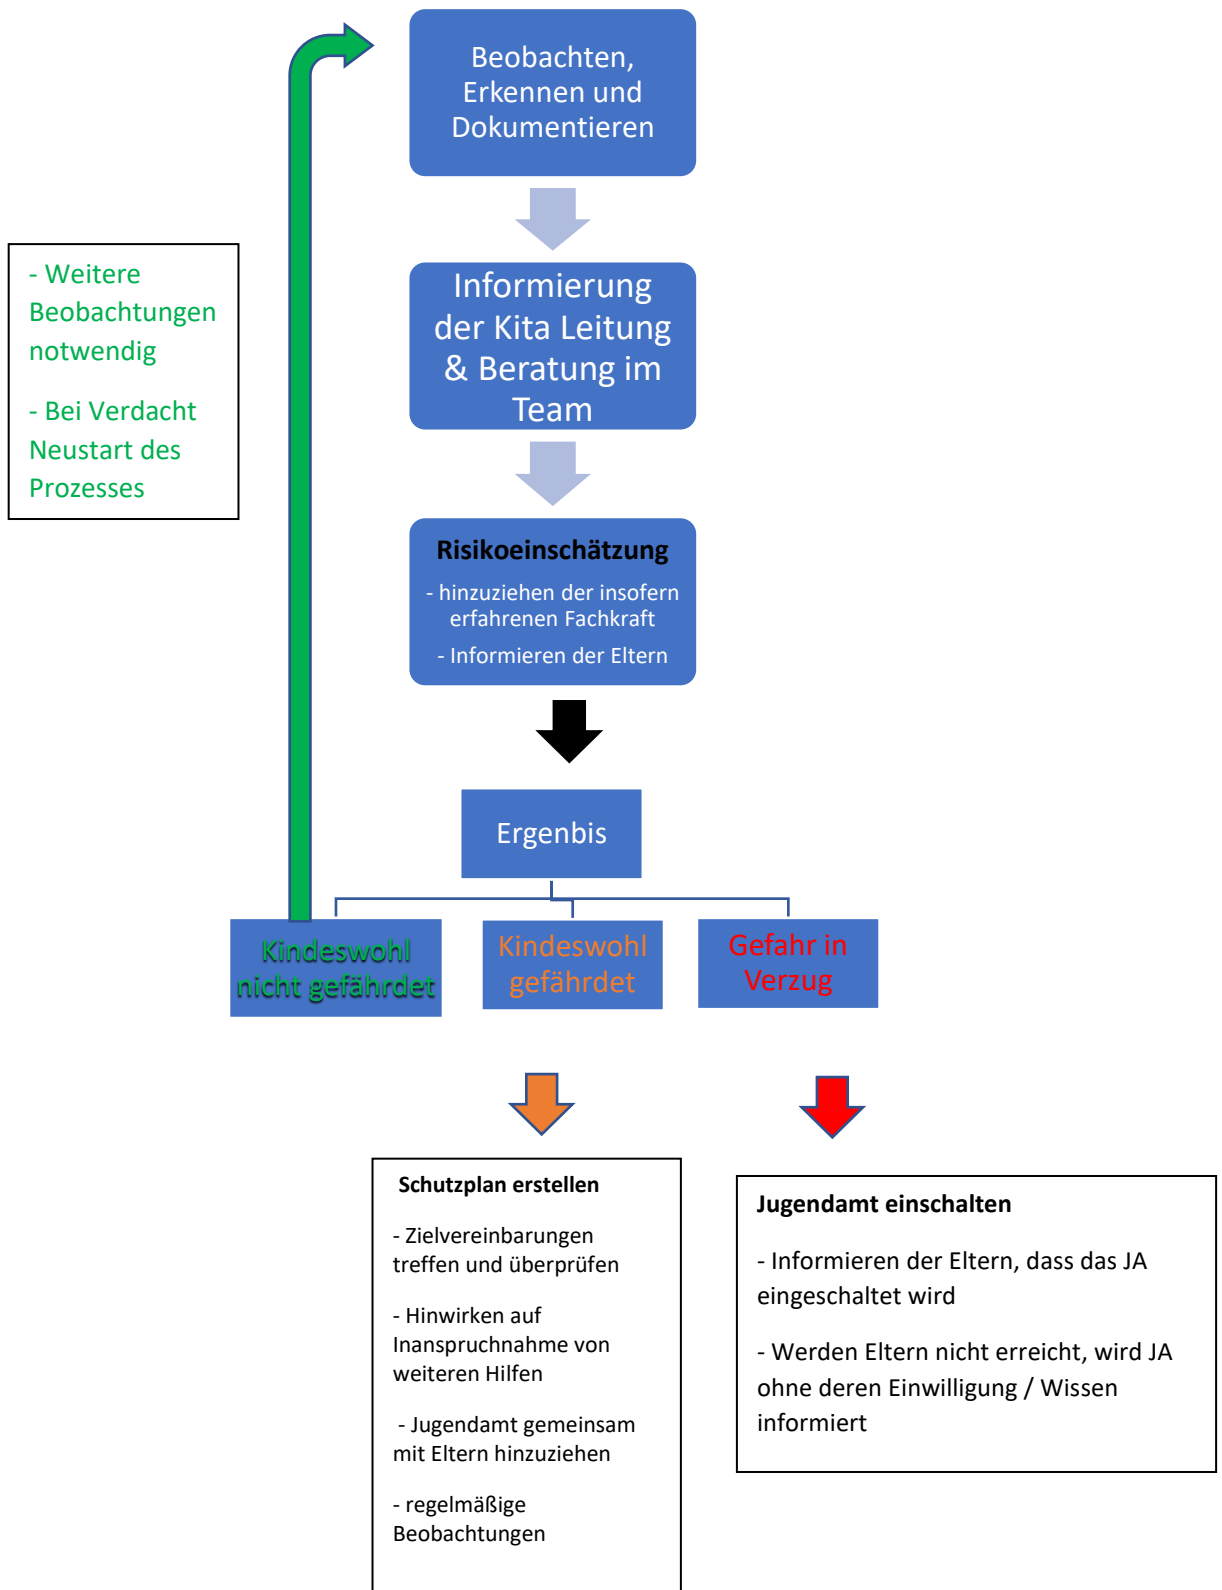 Beobachten,
Erkennen und
Dokumentieren
- Weitere
Beobachtungen
notwendig
- Bei Verdacht
Neustart des
Prozesses
Informierung
der Kita Leitung
& Beratung im
Team
Risikoeinschätzung
- hinzuziehen der insofern
erfahrenen Fachkraft
- Informieren der Eltern
Ergenbis
Kindeswohl
nicht gefährdet
Kindeswohl
gefährdet
Gefahr in
Verzug
Schutzplan erstellen
- Zielvereinbarungen
treffen und überprüfen
- Hinwirken auf
Inanspruchnahme von
weiteren Hilfen
- Jugendamt gemeinsam
mit Eltern hinzuziehen
- regelmäßige
Beobachtungen
Jugendamt einschalten
- Informieren der Eltern, dass das JA
eingeschaltet wird
- Werden Eltern nicht erreicht, wird JA
ohne deren Einwilligung / Wissen
informiert